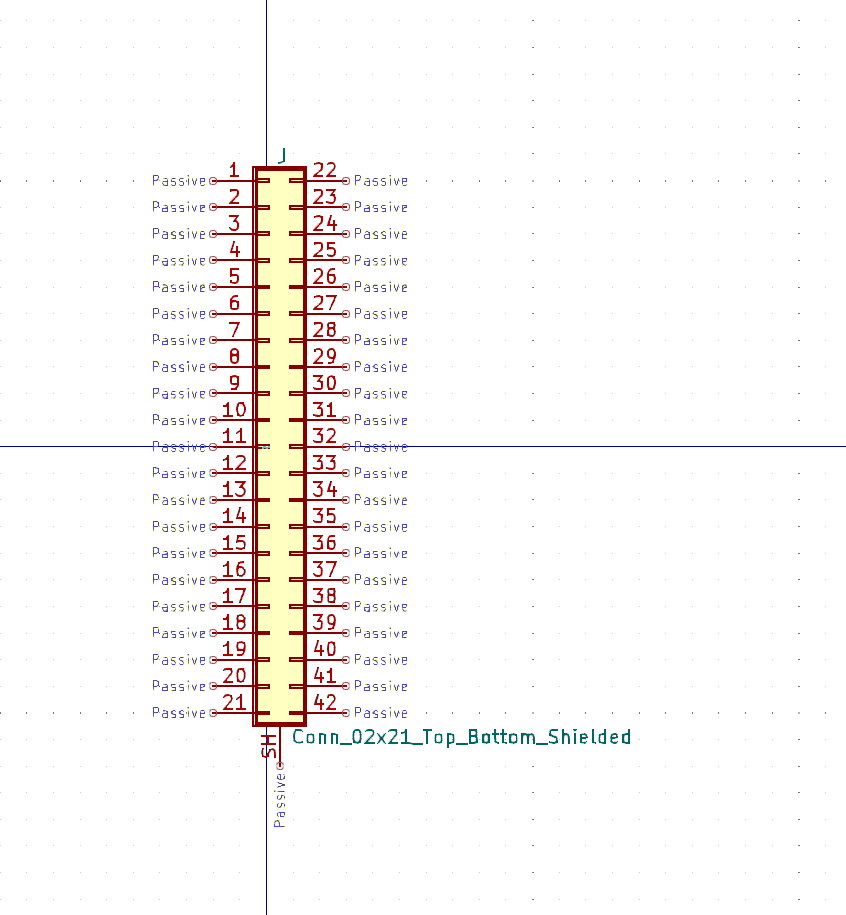 J
Passive 1 22 Passive
Passive 2 23 Passive
Passive 3 24 Passive
Passive 4 25 Passive
Passive 5 26 Passive
Passive 6 27 Passive
Passive 7 28 Passive
Passive 8 29 Passive
Passive 9 30 Passive
Passive 10 31 Passive
Passive 11 32 Passive
Passive 12 33 Passive
Passive 13 34 Passive
Passive 14 35 Passive
Passive 15 36 Passive
Passive 16 37 Passive
Passive 17 38 Passive
Passive 18 39 Passive
Passive 19 40 Passive
Passive 20 41 Passive
Passive 21 42 Passive
SH
Conn_02x21_Top_Bottom_Shielded
Passive